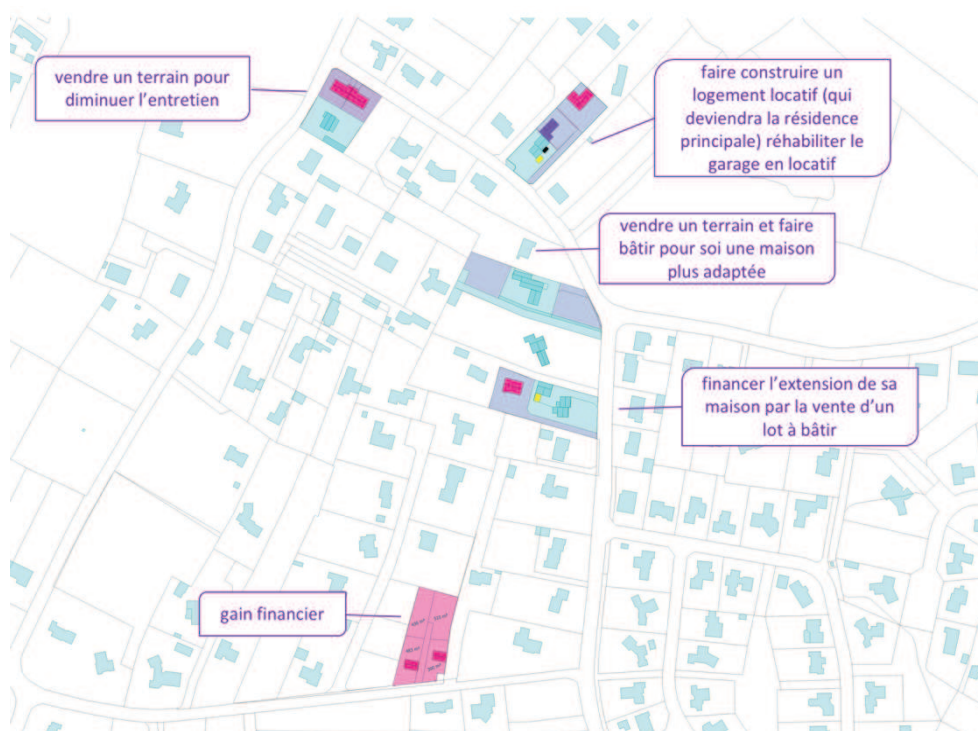 vendre un terrain pour
diminuer l’entretien
faire construire un
logement locatif (qui
deviendra la résidence
principale) réhabiliter le
garage en locatif
vendre un terrain et faire
bâtir pour soi une maison
plus adaptée
financer l’extension de sa
maison par la vente d’un
lot à bâtir
gain financier